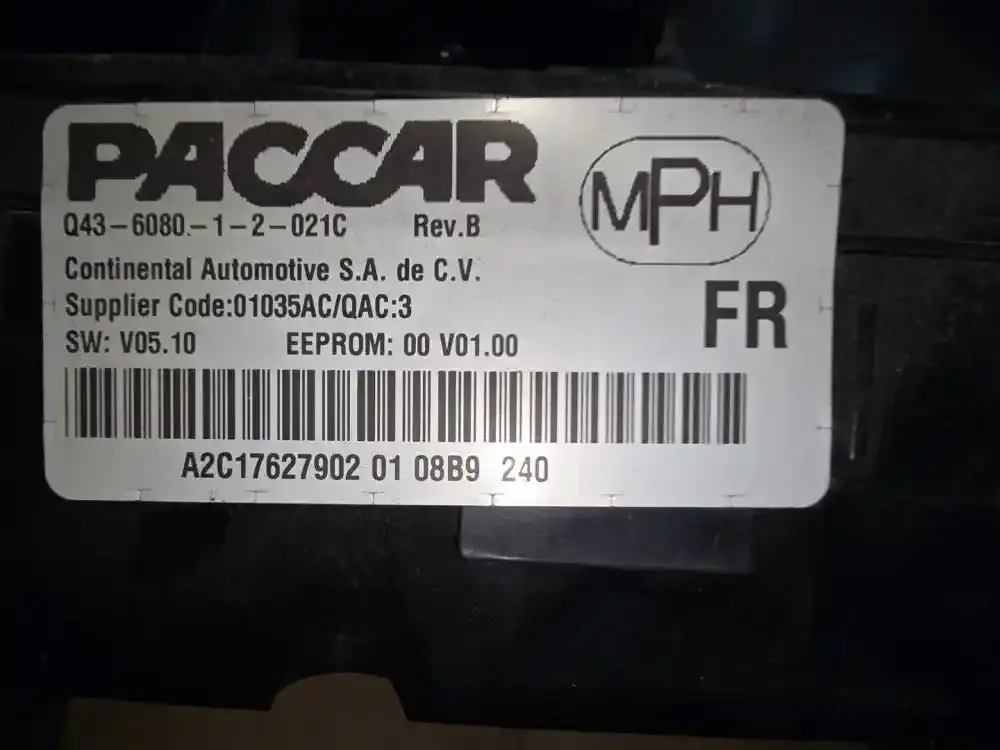 PACCAR
MPH
Q43-6080.-1-2-021C Rev.B
Continental Automotive S.A. de C.V.
Supplier Code:01035AC/QAC:3
FR
SW: V05.10 EEPROM: 00 V01.00
A2C17627902 01 08B9 240